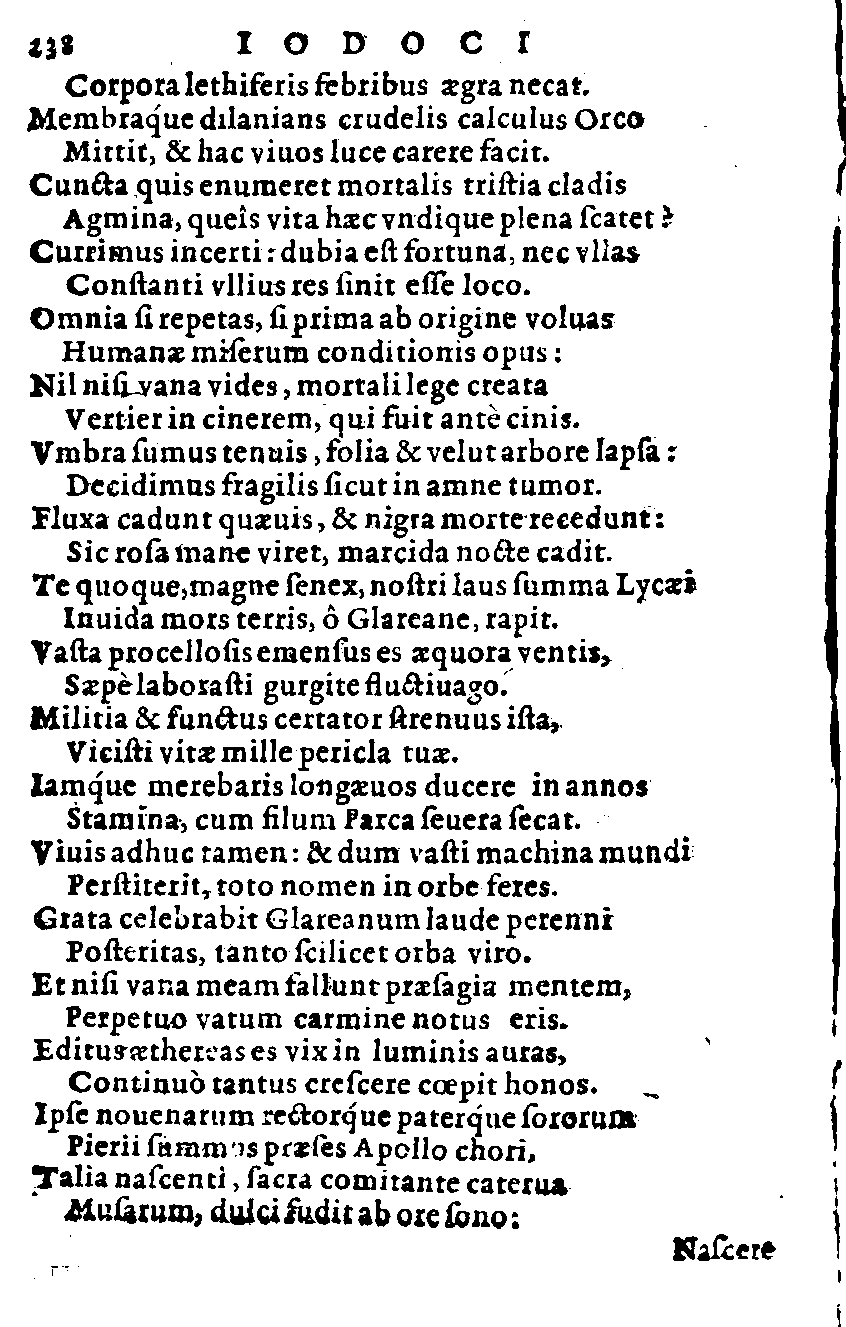 238 I O D O C I
Corpora lethiferis febribus ægra necat.
Membraq́ue dilanians crudelis calculus Orco
Mittit, & hac viuos luce carere facit.
Cuncta quis enumeret mortalis triſtia cladis
Agmina, queîs vita hæc vndique plena ſcatet?
Currimus incerti: dubia eſt fortuna, nec vllas
Conſtanti vllius res ſinit eſſe loco.
Omnia ſi repetas, ſi prima ab origine voluas
Humanæ miſerum conditionis opus:
Nil niſi vana vides, mortali lege creata
Vertier in cinerem, qui fuit antè cinis.
Vmbra ſumus tenuis, folia & velut arbore lapſa:
Decidimus fragilis ſicut in amne tumor.
Fluxa cadunt quæuis, & nigra morte recedunt:
Sic roſa mane viret, marcida nocte cadit.
Te quoque, magne ſenex, noſtri laus ſumma Lycæi
Inuida mors terris, ô Glareane, rapit.
Vaſta procelloſis emenſus es æquora ventis,
Sæpè laboraſti gurgite fluctiuago.
Militia & functus certator ſtrenuus iſta,
Viciſti vitæ mille pericla tuæ.
Iamq́ue merebaris longæuos ducere in annos
Stamina, cum filum Parca ſeuera ſecat.
Viuis adhuc tamen: & dum vaſti machina mundi
Perſtiterit, toto nomen in orbe feres.
Grata celebrabit Glareanum laude perenni
Poſteritas, tanto ſcilicet orba viro.
Et niſi vana meam fallunt præſagia mentem,
Perpetuo vatum carmine notus eris.
Editus æthereas es vix in luminis auras,
Continuò tantus creſcere cœpit honos.
Ipſe nouenarum rectorq́ue paterq́ue ſororum
Pierii ſummus præſes Apollo chori,
Talia naſcenti, ſacra comitante caterua
Muſarum, dulci fudit ab ore ſono:
Naſcere